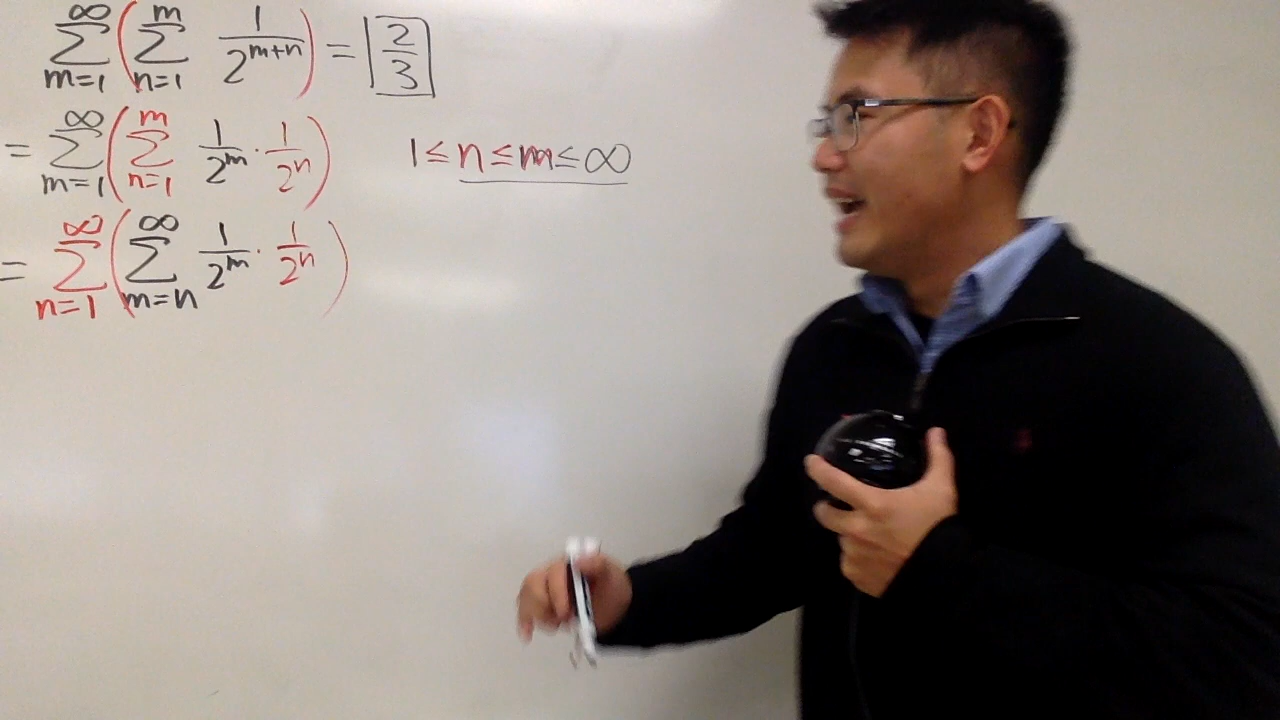 ∞∑m=1 (m∑n=1 1/2^(m+n)) = 2/3
= ∞∑m=1 (m∑n=1 1/2^m · 1/2^n) 1≤n≤m≤∞
= ∞∑n=1 (∞∑m=n 1/2^m · 1/2^n)